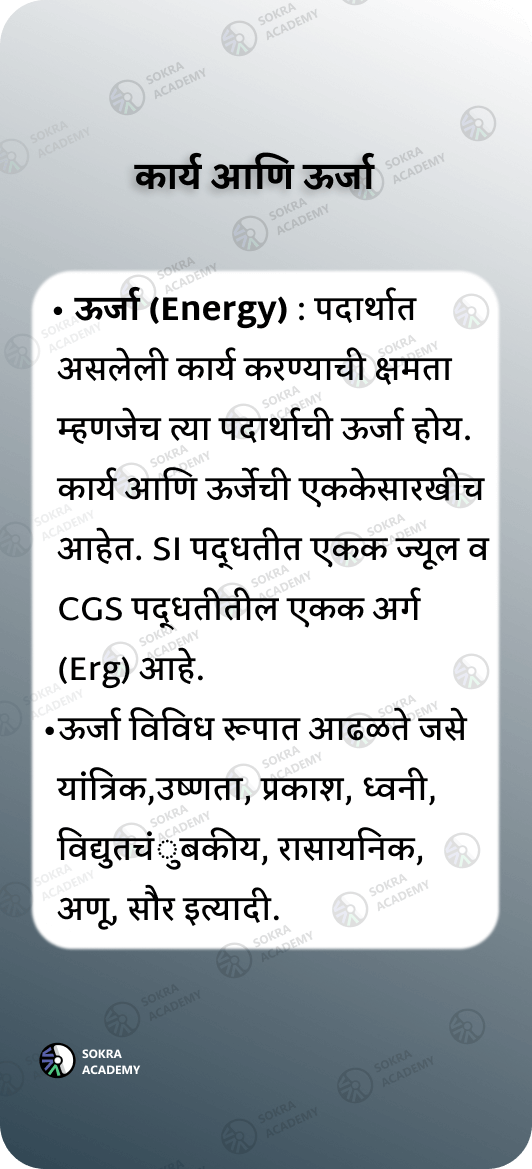 कार्य आणि ऊर्जा
• ऊर्जा (Energy) : पदार्थात
असलेली कार्य करण्याची क्षमता
म्हणजेच त्या पदार्थाची ऊर्जा होय.
कार्य आणि ऊर्जेची एककेसारखीच
आहेत. SI पद्धतीत एकक ज्यूल व
CGS पद्धतीतील एकक अर्ग
(Erg) आहे.
•ऊर्जा विविध रूपात आढळते जसे
यांत्रिक,उष्णता, प्रकाश, ध्वनी,
विद्युतचंुबकीय, रासायनिक,
अणू, सौर इत्यादी.
SOKRA
ACADEMY